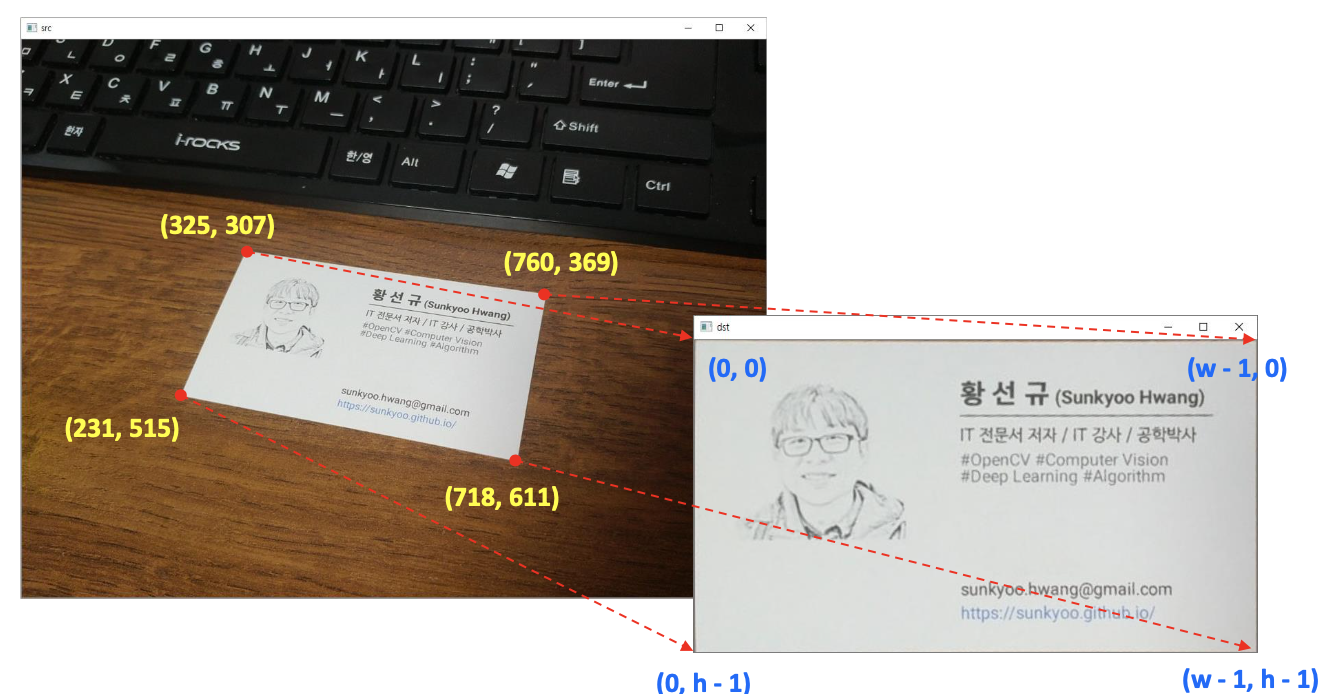 src
D ㅇ F ㄹ G ㅎ H ㅗ J ㅓ K ㅏ L ㅣ : ; " ' ]
Enter
ㅋ X ㅌ C ㅊ V ㅍ B ㅠ N ㅜ M ㅡ < , > . ? /
Shift
한자 i-rocks 한/영 Alt Ctrl
(325, 307)
(760, 369)
황 선 규 (Sunkyoo Hwang)
IT 전문서 저자 / IT 강사 / 공학박사
#OpenCV #Computer Vision
#Deep Learning #Algorithm
sunkyoo.hwang@gmail.com
https://sunkyoo.github.io/
(231, 515)
(718, 611)
dst
(0, 0)
(w - 1, 0)
황 선 규 (Sunkyoo Hwang)
IT 전문서 저자 / IT 강사 / 공학박사
#OpenCV #Computer Vision
#Deep Learning #Algorithm
sunkyoo.hwang@gmail.com
https://sunkyoo.github.io/
(0, h - 1)
(w - 1, h - 1)